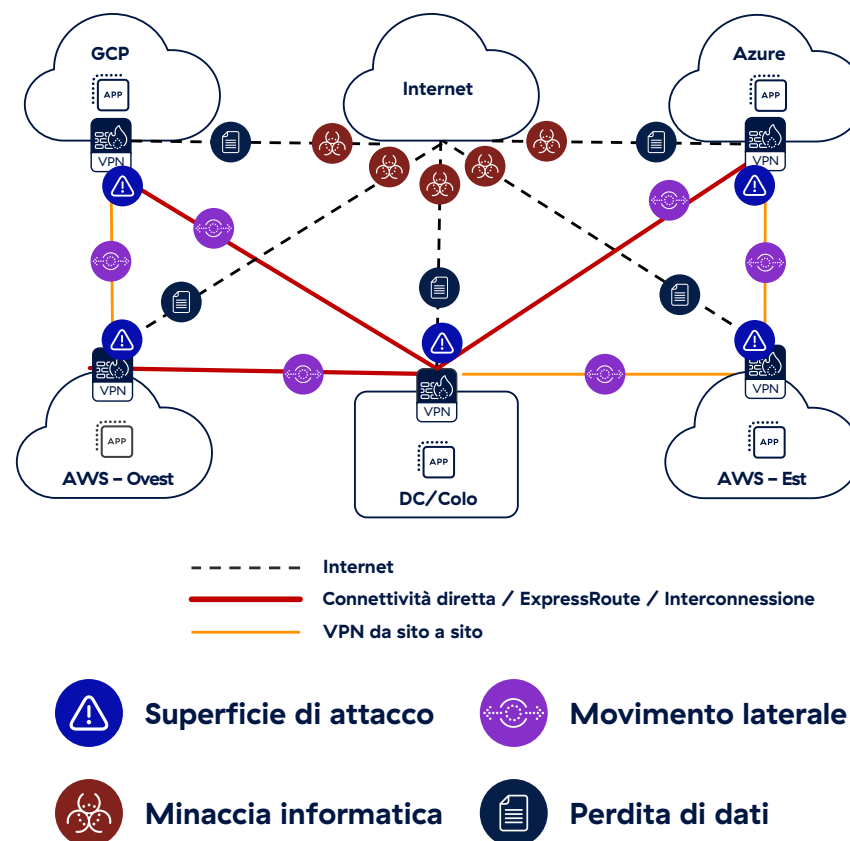 GCP
Internet
Azure
APP
APP
VPN
VPN
VPN
VPN
VPN
APP
APP
APP
AWS – Ovest
DC/Colo
AWS – Est
Internet
Connettività diretta / ExpressRoute / Interconnessione
VPN da sito a sito
Superficie di attacco
Movimento laterale
Minaccia informatica
Perdita di dati